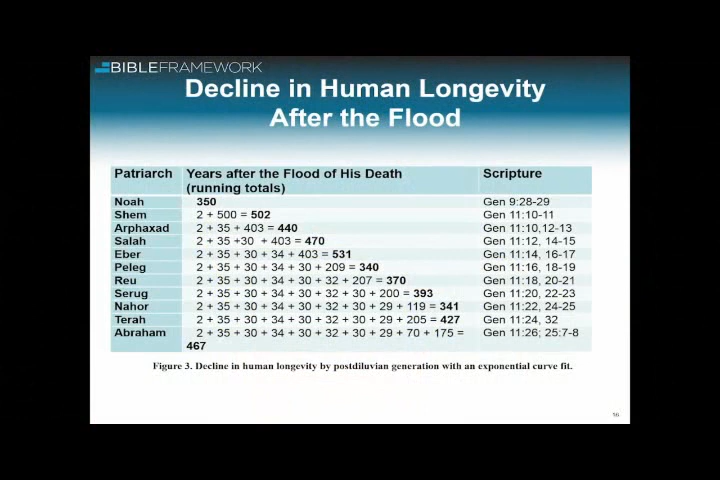 BIBLEFRAMEWORK
Decline in Human Longevity
After the Flood
Patriarch Years after the Flood of His Death Scripture
(running totals)
Noah 350 Gen 9:28-29
Shem 2 + 500 = 502 Gen 11:10-11
Arphaxad 2 + 35 + 403 = 440 Gen 11:10,12-13
Salah 2 + 35 +30 + 403 = 470 Gen 11:12, 14-15
Eber 2 + 35 + 30 + 34 + 403 = 531 Gen 11:14, 16-17
Peleg 2 + 35 + 30 + 34 + 30 + 209 = 340 Gen 11:16, 18-19
Reu 2 + 35 + 30 + 34 + 30 + 32 + 207 = 370 Gen 11:18, 20-21
Serug 2 + 35 + 30 + 34 + 30 + 32 + 30 + 200 = 393 Gen 11:20, 22-23
Nahor 2 + 35 + 30 + 34 + 30 + 32 + 30 + 29 + 119 = 341 Gen 11:22, 24-25
Terah 2 + 35 + 30 + 34 + 30 + 32 + 30 + 29 + 205 = 427 Gen 11:24, 32
Abraham 2 + 35 + 30 + 34 + 30 + 32 + 30 + 29 + 70 + 175 = Gen 11:26; 25:7-8
467
Figure 3. Decline in human longevity by postdiluvian generation with an exponential curve fit.